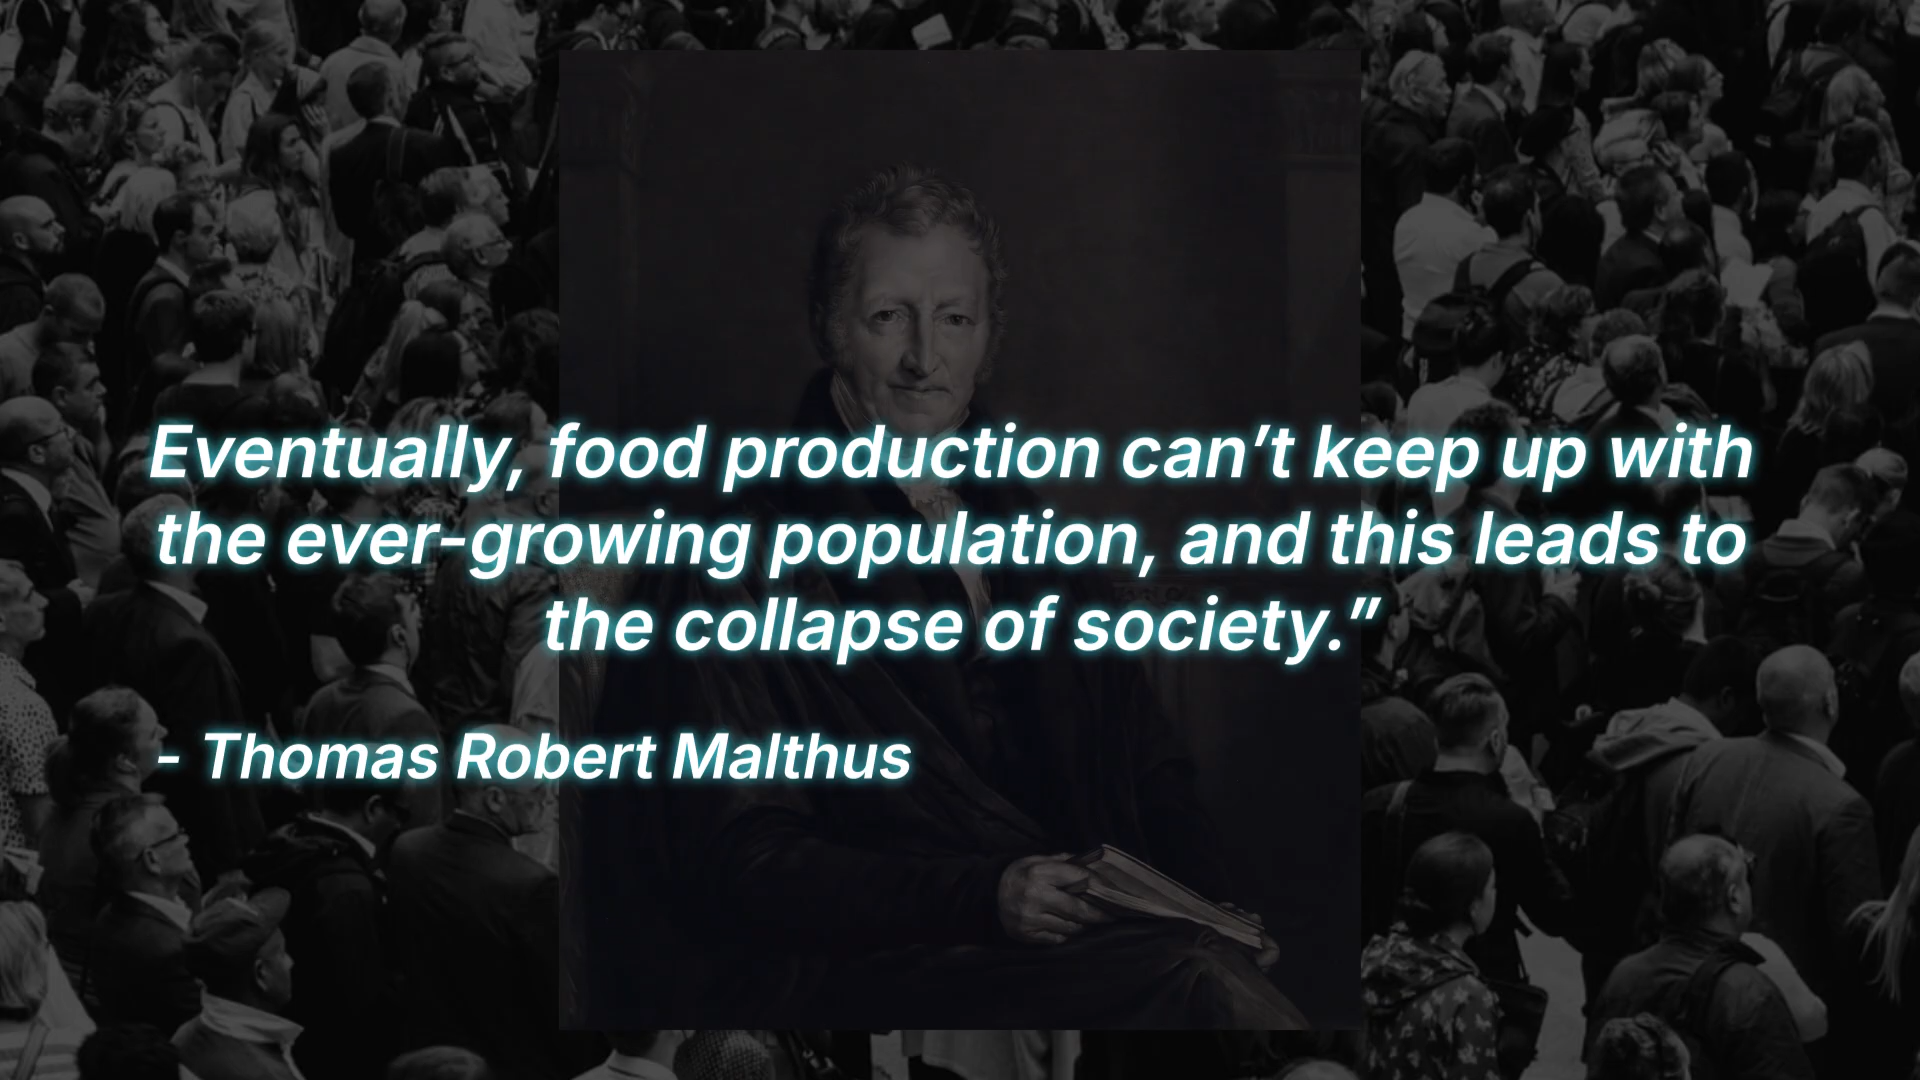 Eventually, food production can’t keep up with
the ever-growing population, and this leads to
the collapse of society.”
- Thomas Robert Malthus